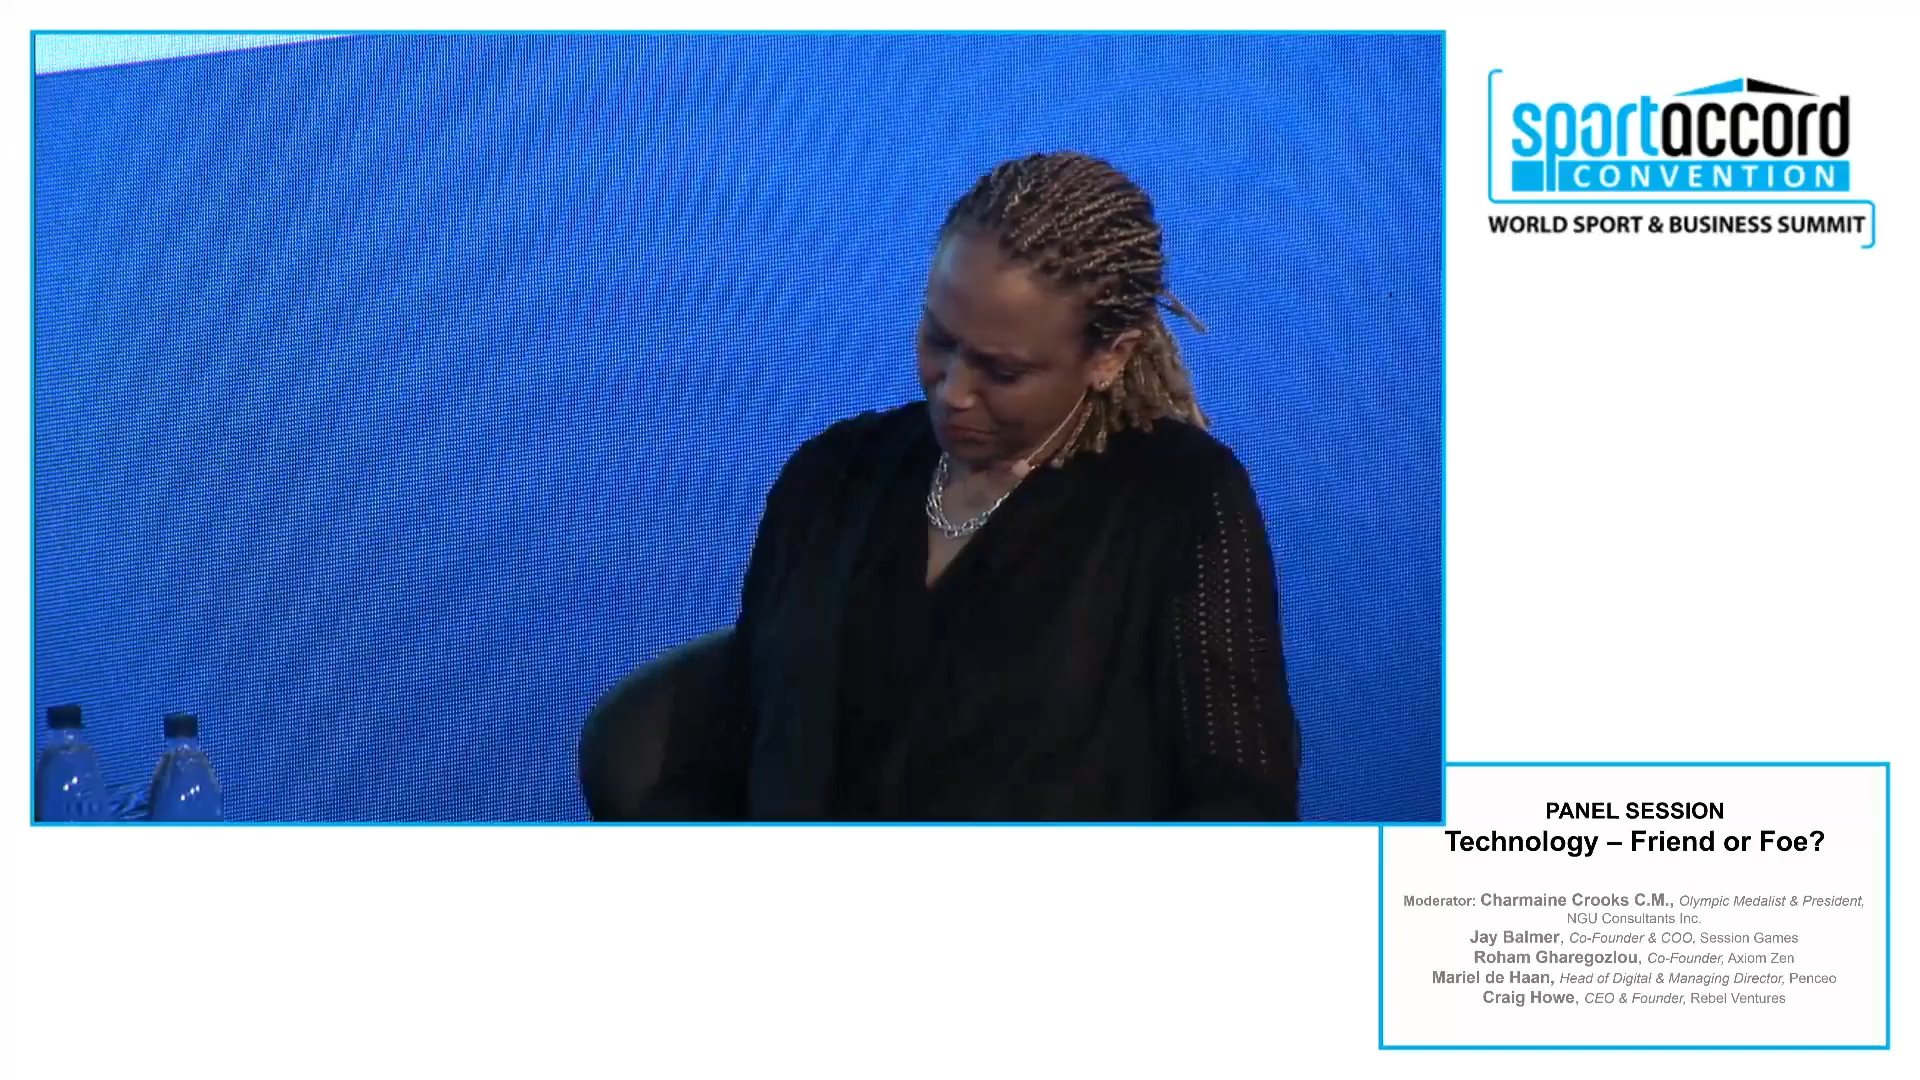 sportaccord
CONVENTION
WORLD SPORT & BUSINESS SUMMIT
PANEL SESSION
Technology – Friend or Foe?
Moderator: Charmaine Crooks C.M., Olympic Medalist & President,
NGU Consultants Inc.
Jay Balmer, Co-Founder & COO, Session Games
Roham Gharegozlou, Co-Founder, Axiom Zen
Mariel de Haan, Head of Digital & Managing Director, Penceo
Craig Howe, CEO & Founder, Rebel Ventures